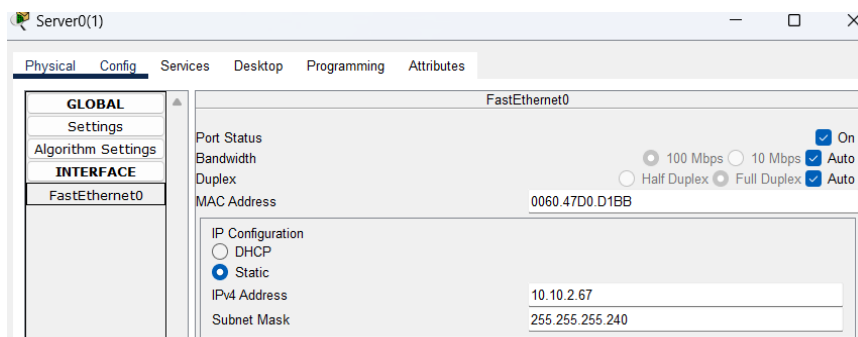 Server0(1)
Physical Config Services Desktop Programming Attributes
GLOBAL
Settings
Algorithm Settings
INTERFACE
FastEthernet0
FastEthernet0
Port Status On
Bandwidth 100 Mbps 10 Mbps Auto
Duplex Half Duplex Full Duplex Auto
MAC Address 0060.47D0.D1BB
IP Configuration
DHCP
Static
IPv4 Address 10.10.2.67
Subnet Mask 255.255.255.240